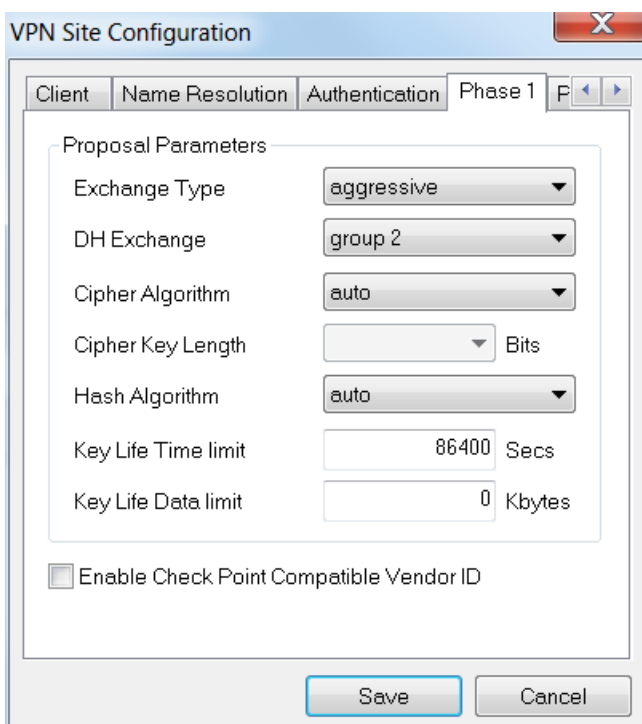 VPN Site Configuration
Client Name Resolution Authentication Phase 1 P
Proposal Parameters
Exchange Type aggressive
DH Exchange group 2
Cipher Algorithm auto
Cipher Key Length Bits
Hash Algorithm auto
Key Life Time limit 86400 Secs
Key Life Data limit 0 Kbytes
Enable Check Point Compatible Vendor ID
Save Cancel